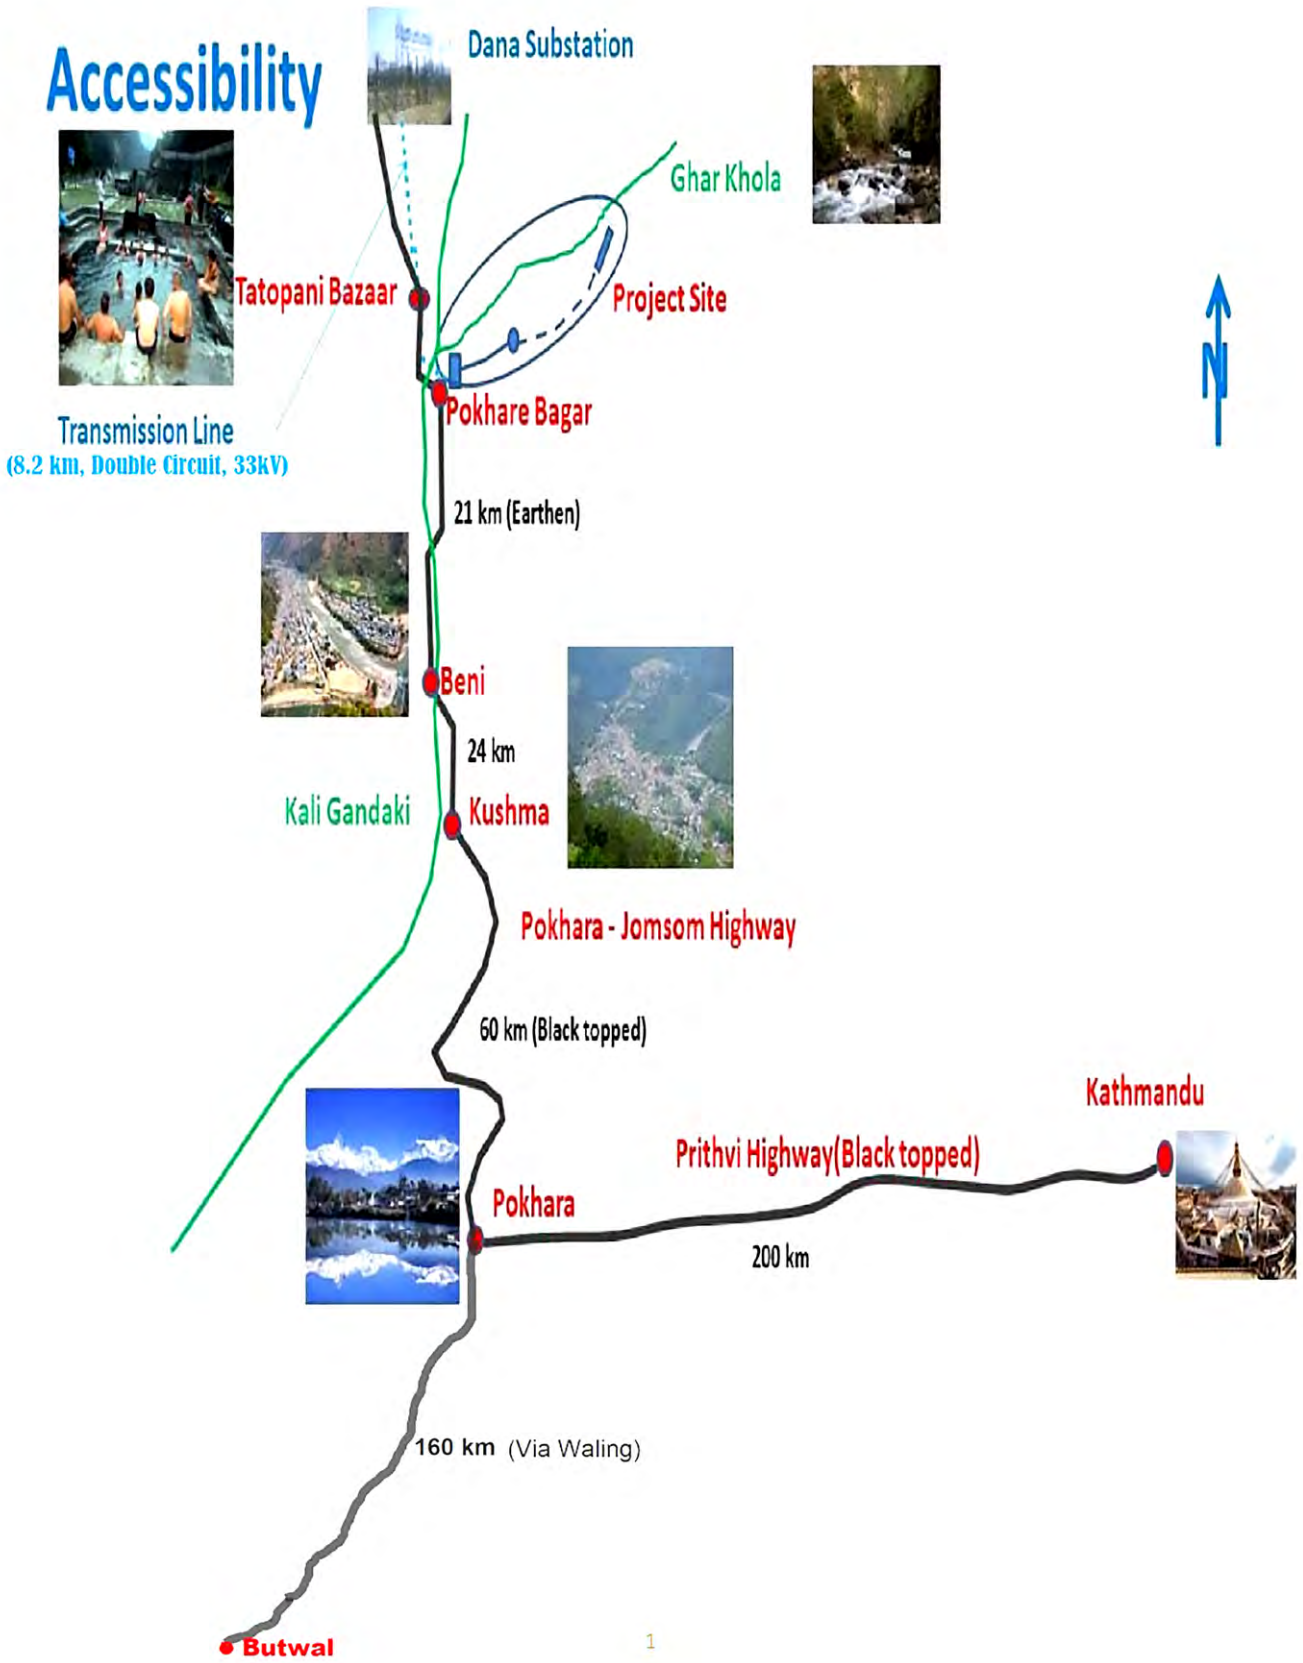 Dana Substation
Accessibility
Ghar Khola
Tatopani Bazaar
Project Site
N
Pokhare Bagar
Transmission Line
(8.2 km, Double Circuit, 33kV)
21 km (Earthen)
Beni
24 km
Kali Gandaki
Kushma
Pokhara - Jomsom Highway
60 km (Black topped)
Kathmandu
Prithvi Highway(Black topped)
Pokhara
200 km
160 km (Via Waling)
Butwal
1